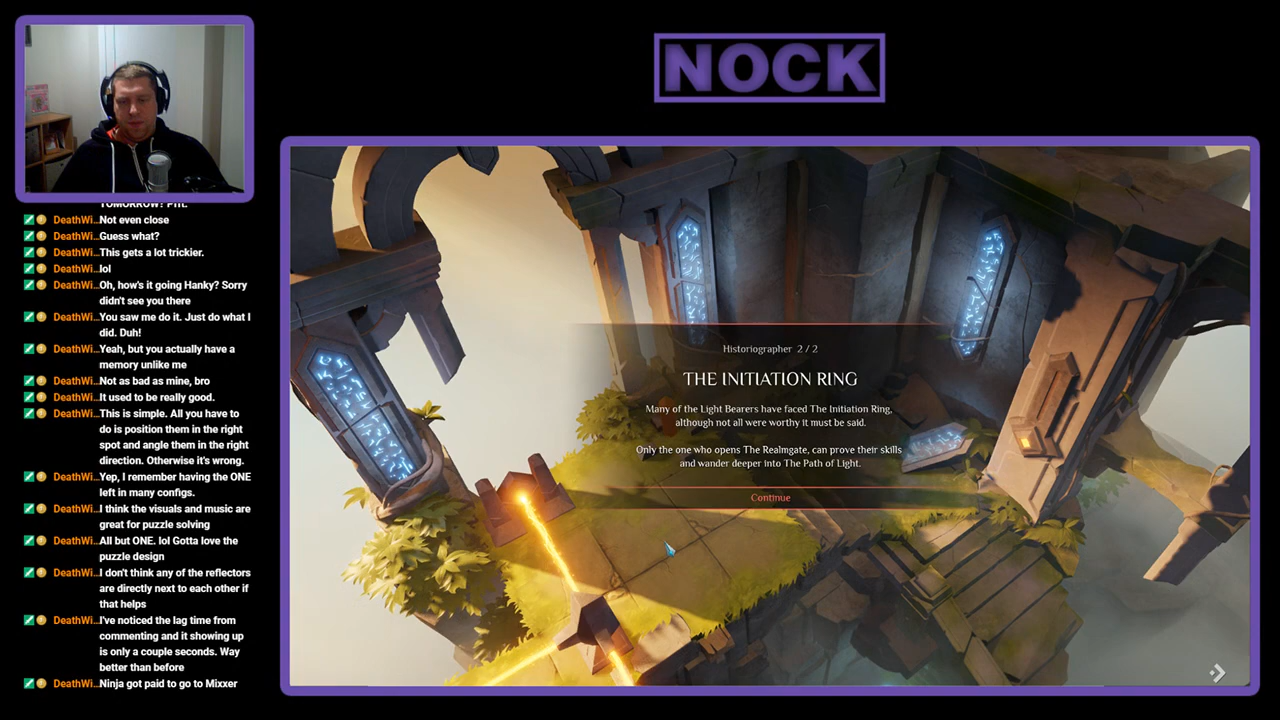 NOCK
TOMORROW? Pfft.
DeathWi... Not even close
DeathWi... Guess what?
DeathWi... This gets a lot trickier.
DeathWi... lol
DeathWi... Oh, how's it going Hanky? Sorry
didn't see you there
DeathWi... You saw me do it. Just do what I
did. Duh!
DeathWi... Yeah, but you actually have a
memory unlike me
DeathWi... Not as bad as mine, bro
DeathWi... It used to be really good.
DeathWi... This is simple. All you have to
do is position them in the right
spot and angle them in the right
direction. Otherwise it's wrong.
DeathWi... Yep, I remember having the ONE
left in many configs.
DeathWi... I think the visuals and music are
great for puzzle solving
DeathWi... All but ONE. lol Gotta love the
puzzle design
DeathWi... I don't think any of the reflectors
are directly next to each other if
that helps
DeathWi... I've noticed the lag time from
commenting and it showing up
is only a couple seconds. Way
better than before
DeathWi... Ninja got paid to go to Mixxer
Historiographer 2 / 2
THE INITIATION RING
Many of the Light Bearers have faced The Initiation Ring,
although not all were worthy it must be said.
Only the one who opens The Realmgate, can prove their skills
and wander deeper into The Path of Light.
Continue